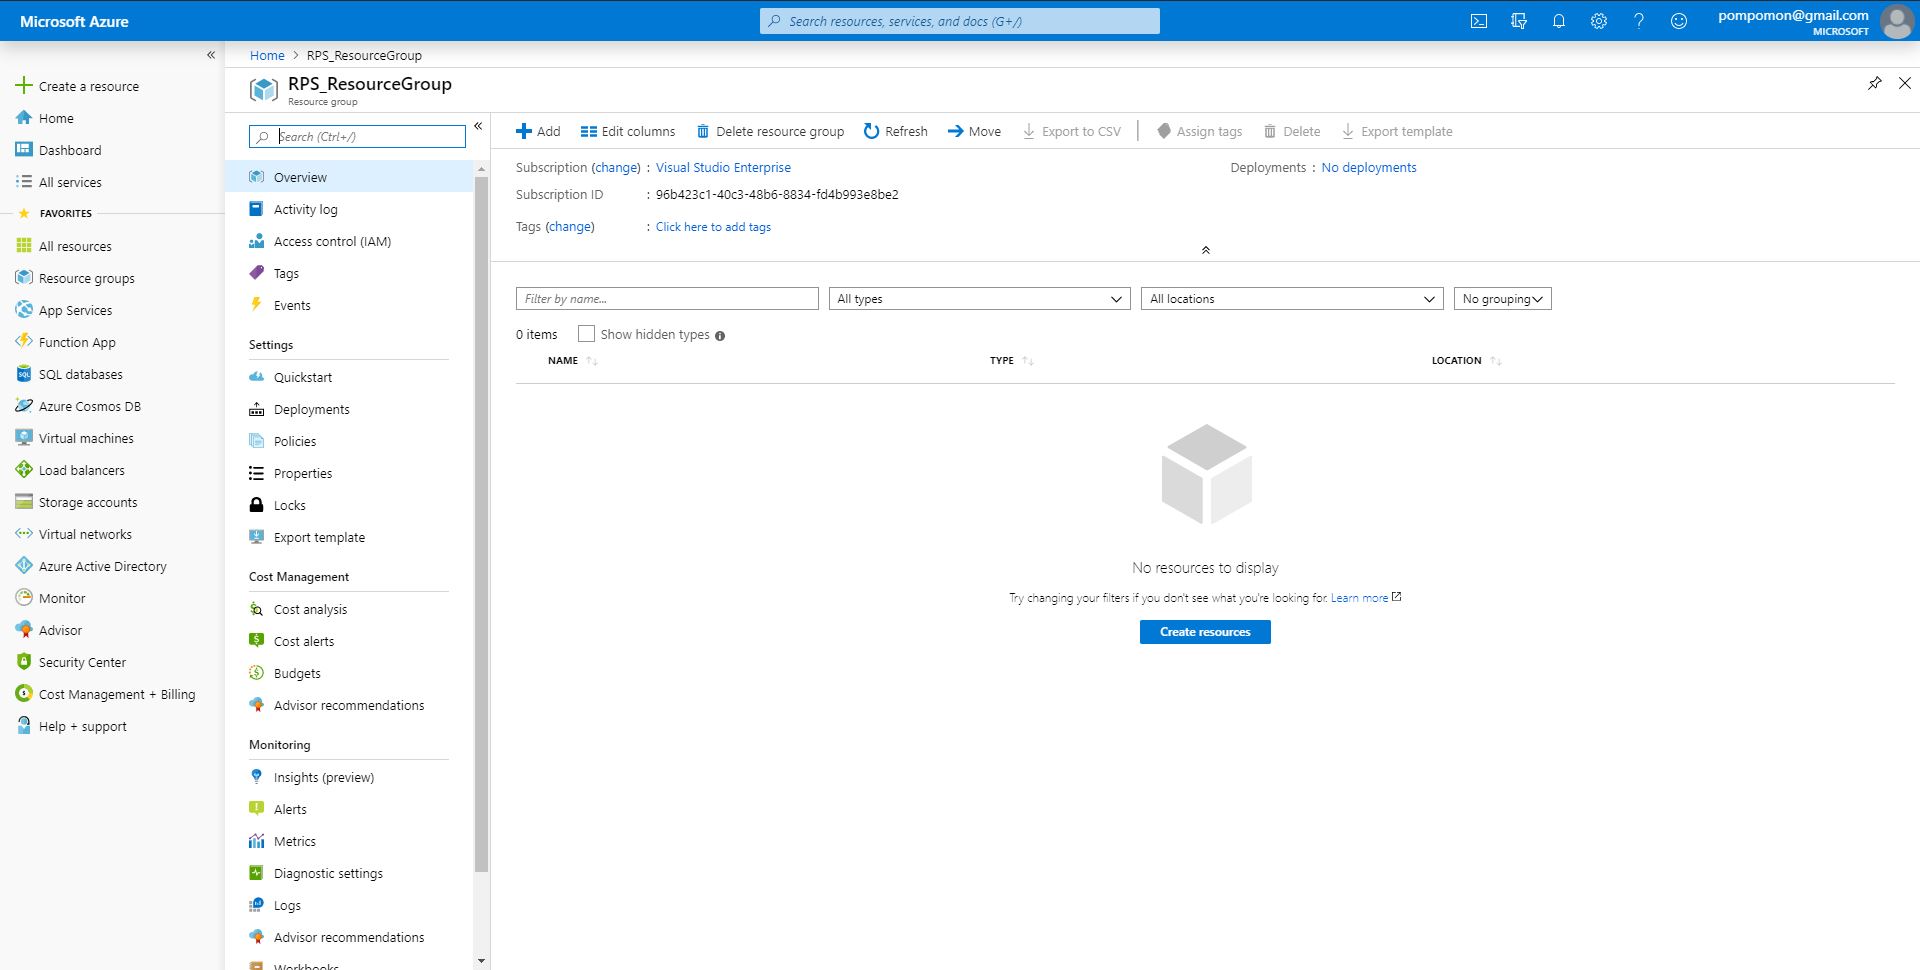 Microsoft Azure
Search resources, services, and docs (G+/)
pompomon@gmail.com
MICROSOFT
Create a resource
Home
Dashboard
All services
FAVORITES
All resources
Resource groups
App Services
Function App
SQL databases
Azure Cosmos DB
Virtual machines
Load balancers
Storage accounts
Virtual networks
Azure Active Directory
Monitor
Advisor
Security Center
Cost Management + Billing
Help + support
Home > RPS_ResourceGroup
RPS_ResourceGroup
Resource group
Search (Ctrl+/)
Overview
Activity log
Access control (IAM)
Tags
Events
Settings
Quickstart
Deployments
Policies
Properties
Locks
Export template
Cost Management
Cost analysis
Cost alerts
Budgets
Advisor recommendations
Monitoring
Insights (preview)
Alerts
Metrics
Diagnostic settings
Logs
Advisor recommendations
Workbooks
Add Edit columns Delete resource group Refresh Move Export to CSV Assign tags Delete Export template
Subscription (change) : Visual Studio Enterprise
Deployments : No deployments
Subscription ID : 96b423c1-40c3-48b6-8834-fd4b993e8be2
Tags (change) : Click here to add tags
Filter by name... All types All locations No grouping
0 items Show hidden types
NAME TYPE LOCATION
No resources to display
Try changing your filters if you don't see what you're looking for. Learn more
Create resources